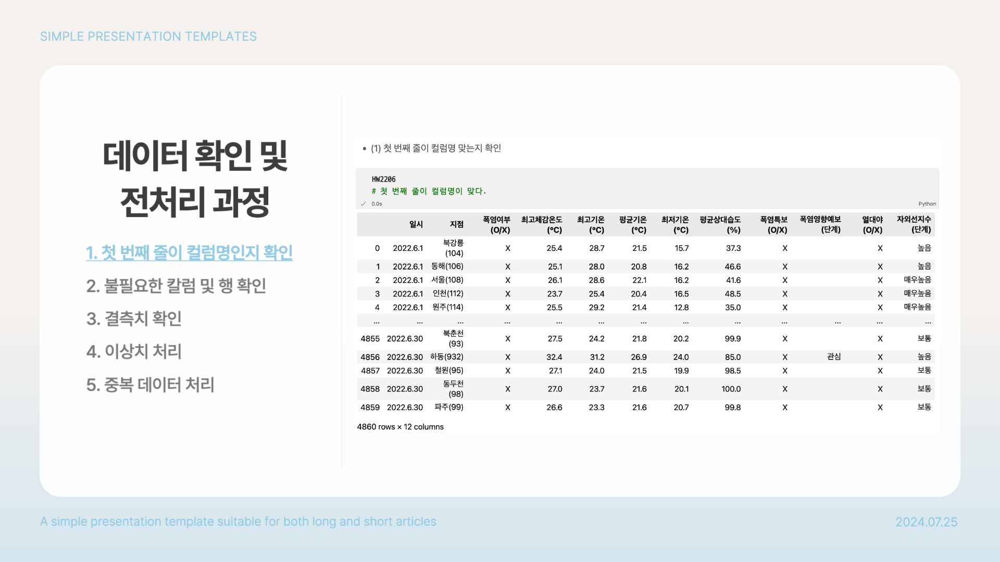 SIMPLE PRESENTATION TEMPLATES
데이터 확인 및
전처리 과정
1. 첫 번째 줄이 컬럼명인지 확인
2. 불필요한 칼럼 및 행 확인
3. 결측치 확인
4. 이상치 처리
5. 중복 데이터 처리
• (1) 첫 번째 줄이 컬럼명 맞는지 확인
HW2206
# 첫 번째 줄이 컬럼명이 맞다.
✓ 0.0s Python
일시 지점 폭염여부 (O/X) 최고체감온도 (°C) 최고기온 (°C) 평균기온 (°C) 최저기온 (°C) 평균상대습도 (%) 폭염특보 (O/X) 폭염영향예보 (단계) 열대야 (O/X) 자외선지수 (단계)
0 2022.6.1 북강릉 (104) X 25.4 28.7 21.5 15.7 37.3 X X 높음
1 2022.6.1 동해(106) X 25.1 28.0 20.8 16.2 46.6 X X 높음
2 2022.6.1 서울(108) X 26.1 28.6 22.1 16.2 41.6 X X 매우높음
3 2022.6.1 인천(112) X 23.7 25.4 20.4 16.5 48.5 X X 매우높음
4 2022.6.1 원주(114) X 25.5 29.2 21.4 12.8 35.0 X X 매우높음
... ... ... ... ... ... ... ... ... ... ... ... ...
4855 2022.6.30 북춘천 (93) X 27.5 24.2 21.8 20.2 99.9 X X 보통
4856 2022.6.30 하동(932) X 32.4 31.2 26.9 24.0 85.0 X 관심 X 높음
4857 2022.6.30 철원(95) X 27.1 24.0 21.5 19.9 98.5 X X 보통
4858 2022.6.30 동두천 (98) X 27.0 23.7 21.6 20.1 100.0 X X 보통
4859 2022.6.30 파주(99) X 26.6 23.3 21.6 20.7 99.8 X X 보통
4860 rows × 12 columns
A simple presentation template suitable for both long and short articles
2024.07.25